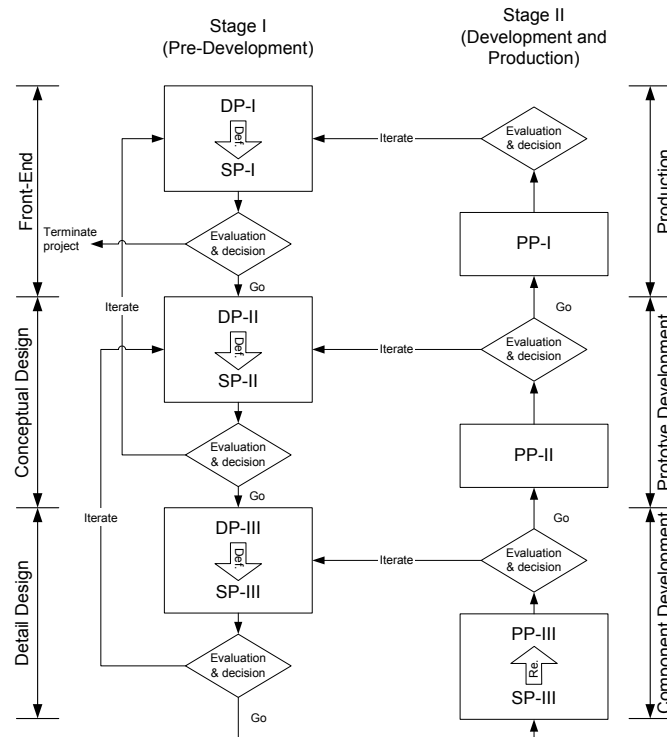 Stage I
(Pre-Development)
Stage II
(Development and
Production)
Front-End
DP-I
Def.
SP-I
Iterate
Evaluation
& decision
Production
Terminate
project
Evaluation
& decision
PP-I
Go
Go
Iterate
Conceptual Design
DP-II
Def.
SP-II
Iterate
Evaluation
& decision
Prototye Development
Evaluation
& decision
PP-II
Go
Go
Iterate
Detail Design
DP-III
Def.
SP-III
Iterate
Evaluation
& decision
Component Development
Evaluation
& decision
PP-III
Re.
SP-III
Go